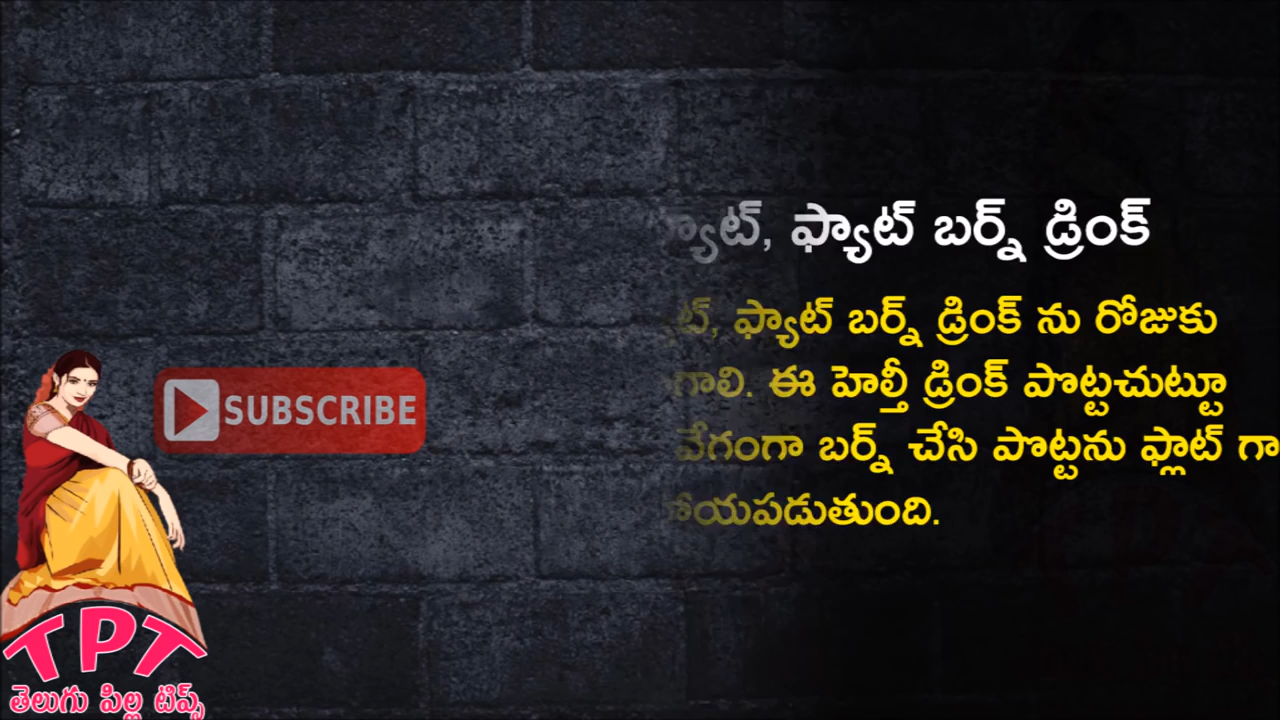 ఫ్యాట్ బర్న్ డ్రింక్
ఫ్యాట్ బర్న్ డ్రింక్ ను రోజుకు
ఈ హెల్తీ డ్రింక్ పొట్టచుట్టూ
వేగంగా బర్న్ చేసి పొట్టను ఫ్లాట్ గా
SUBSCRIBE
TPT
తెలుగు పిల్ల టిప్స్